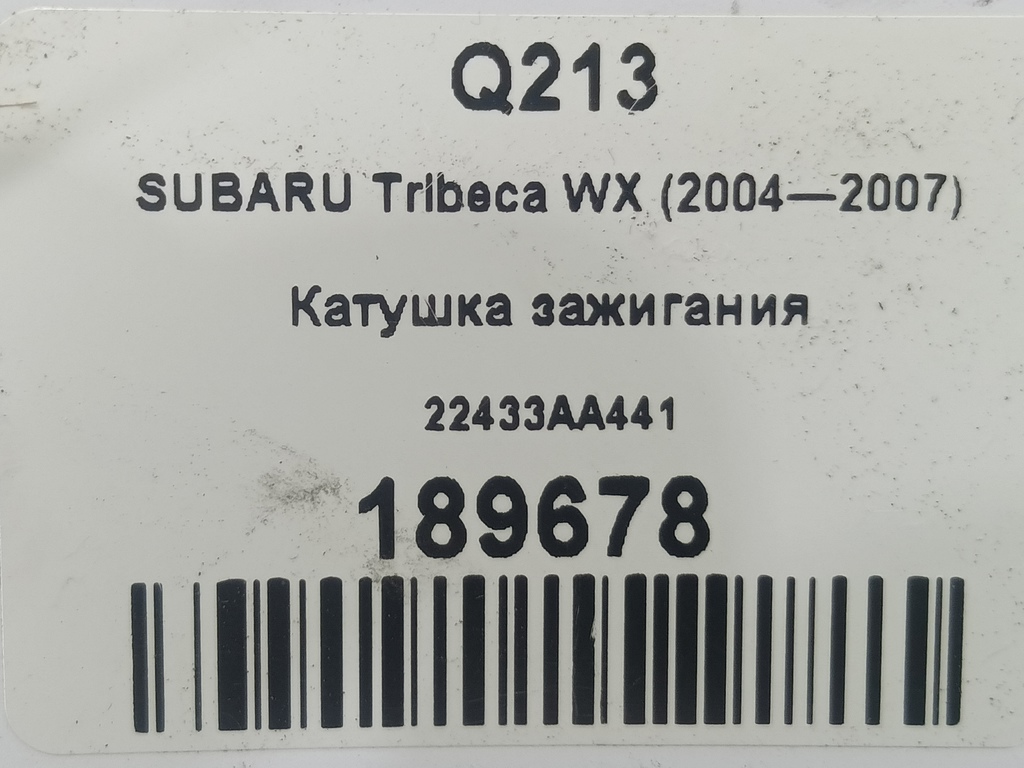 Q213
SUBARU Tribeca WX (2004—2007)
Катушка зажигания
22433AA441
189678